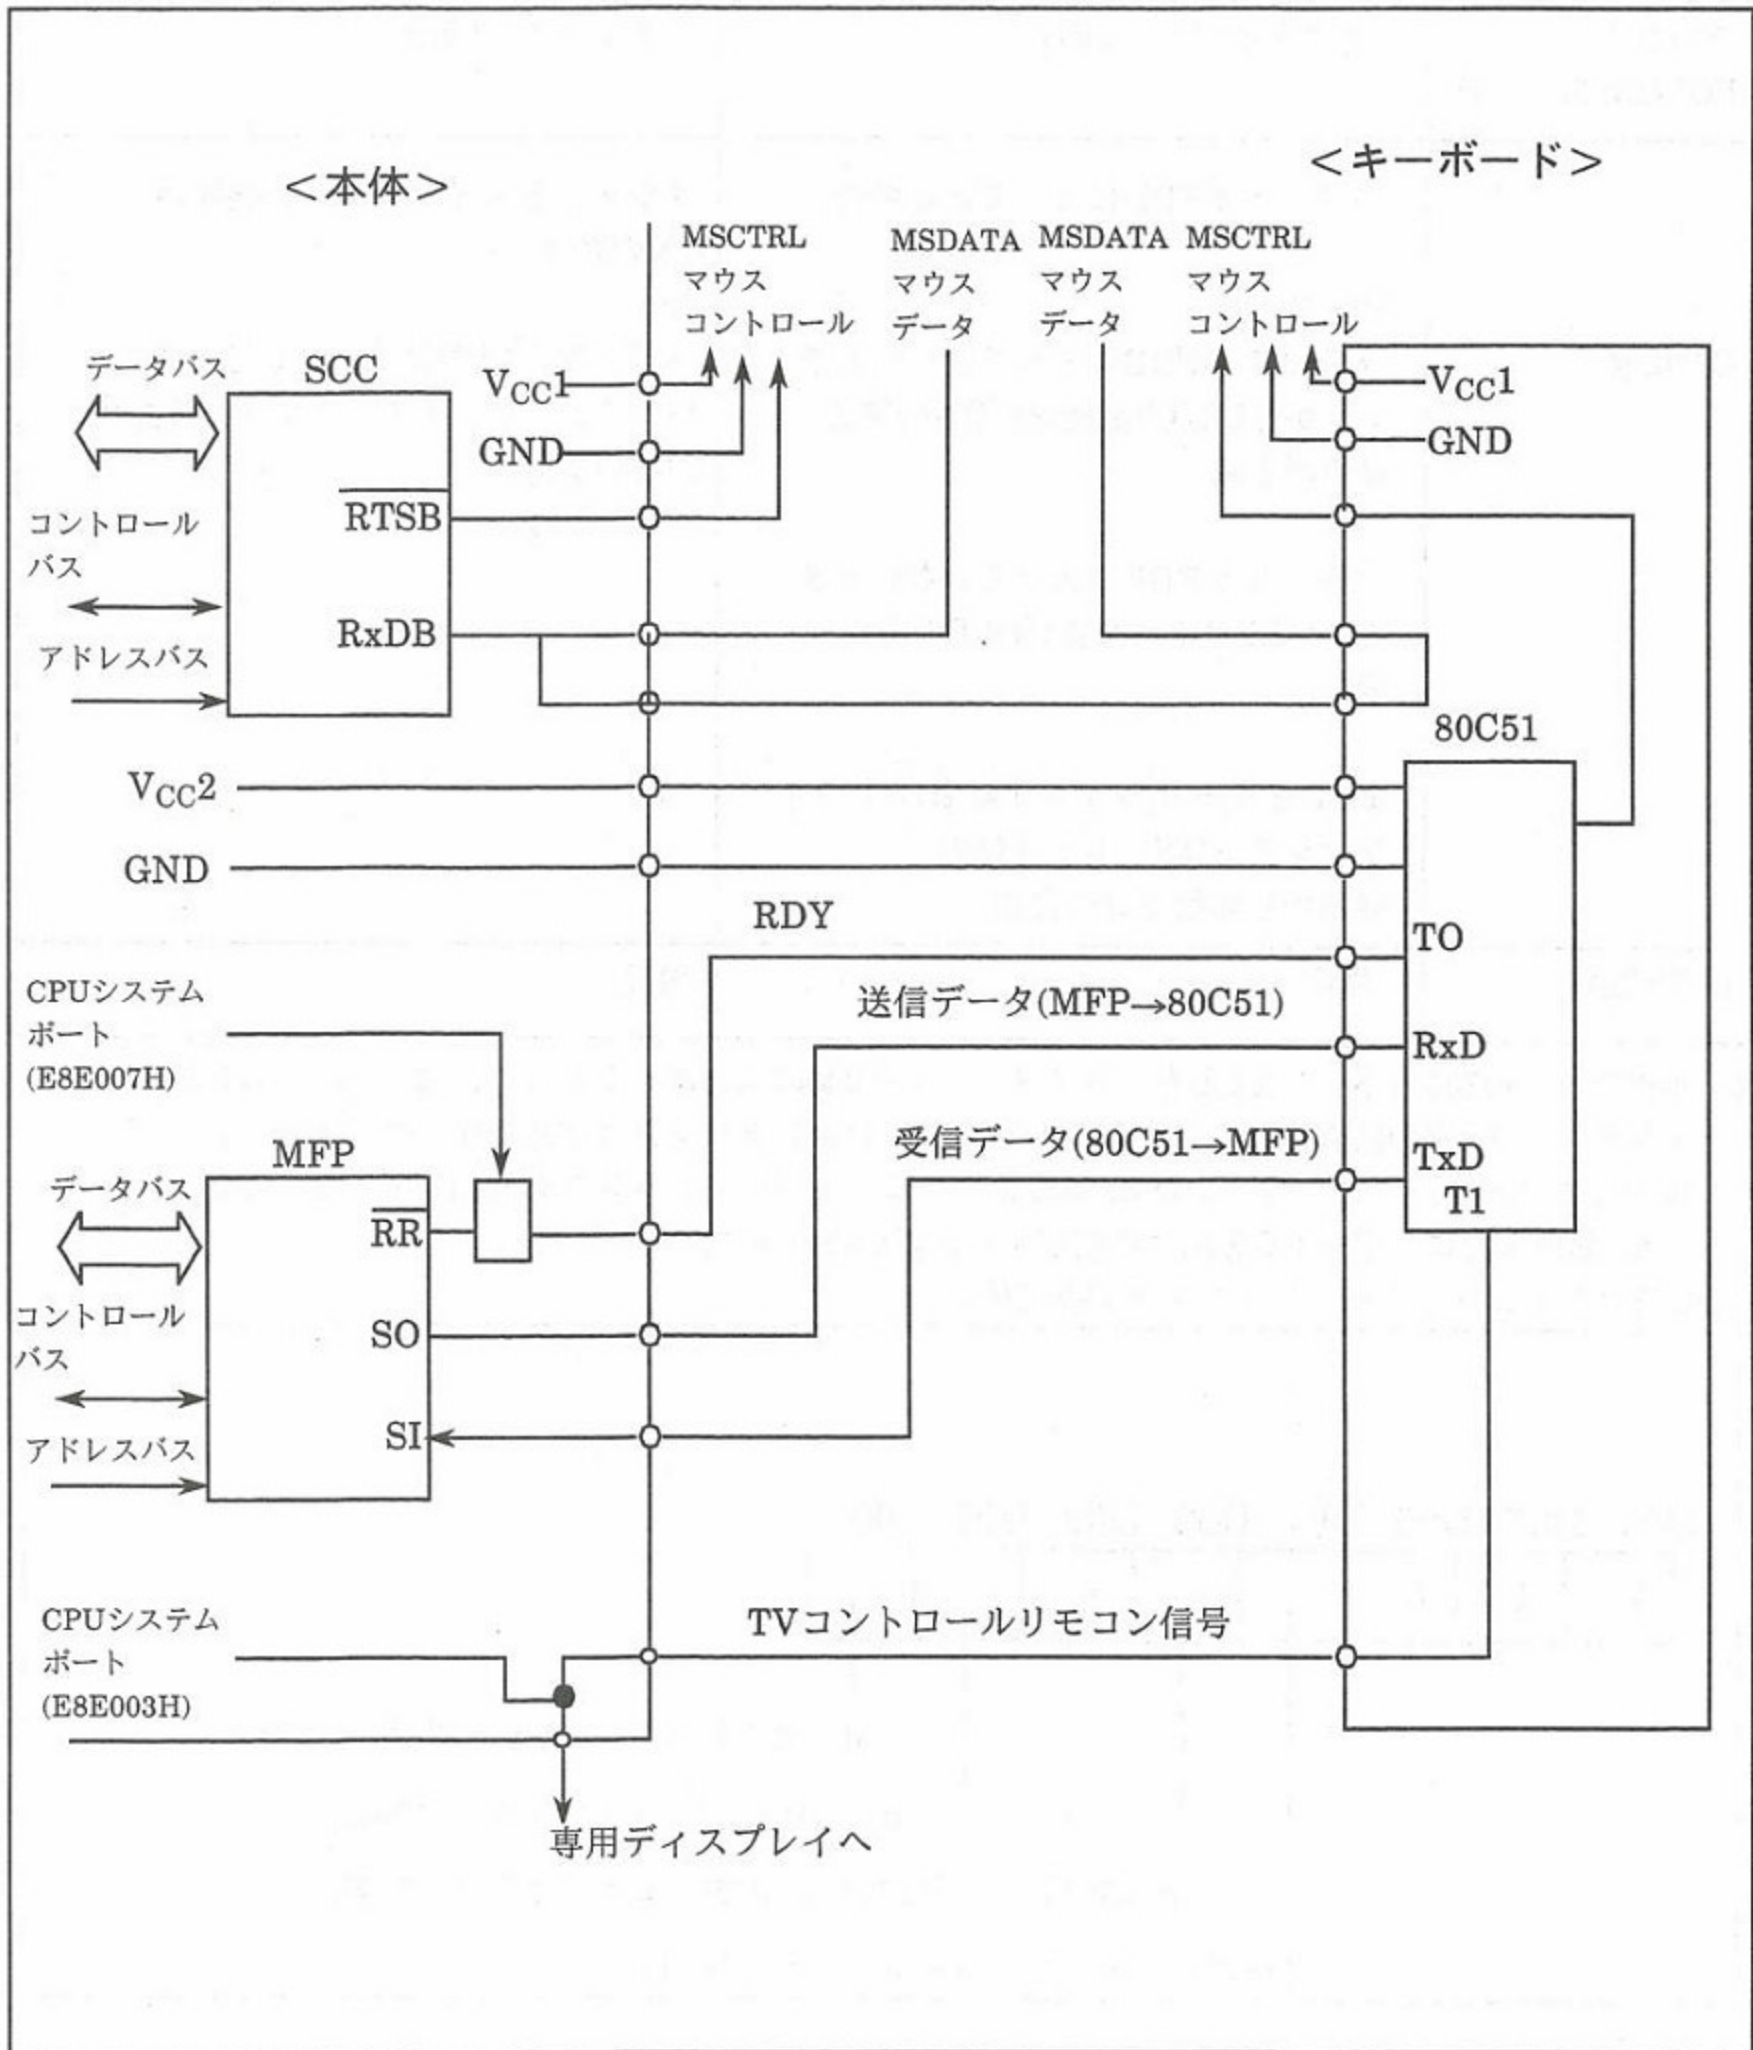 <本体>
<キーボード>
MSCTRL
マウス
コントロール
MSDATA
マウス
データ
MSDATA
マウス
データ
MSCTRL
マウス
コントロール
データバス
SCC
VCC1
GND
VCC1
GND
RTSB
コントロール
バス
RxDB
アドレスバス
80C51
VCC2
GND
RDY
TO
CPUシステム
ポート
(E8E007H)
送信データ(MFP→80C51)
RxD
MFP
受信データ(80C51→MFP)
TxD
T1
データバス
RR
コントロール
バス
SO
SI
アドレスバス
CPUシステム
ポート
(E8E003H)
TVコントロールリモコン信号
専用ディスプレイへ